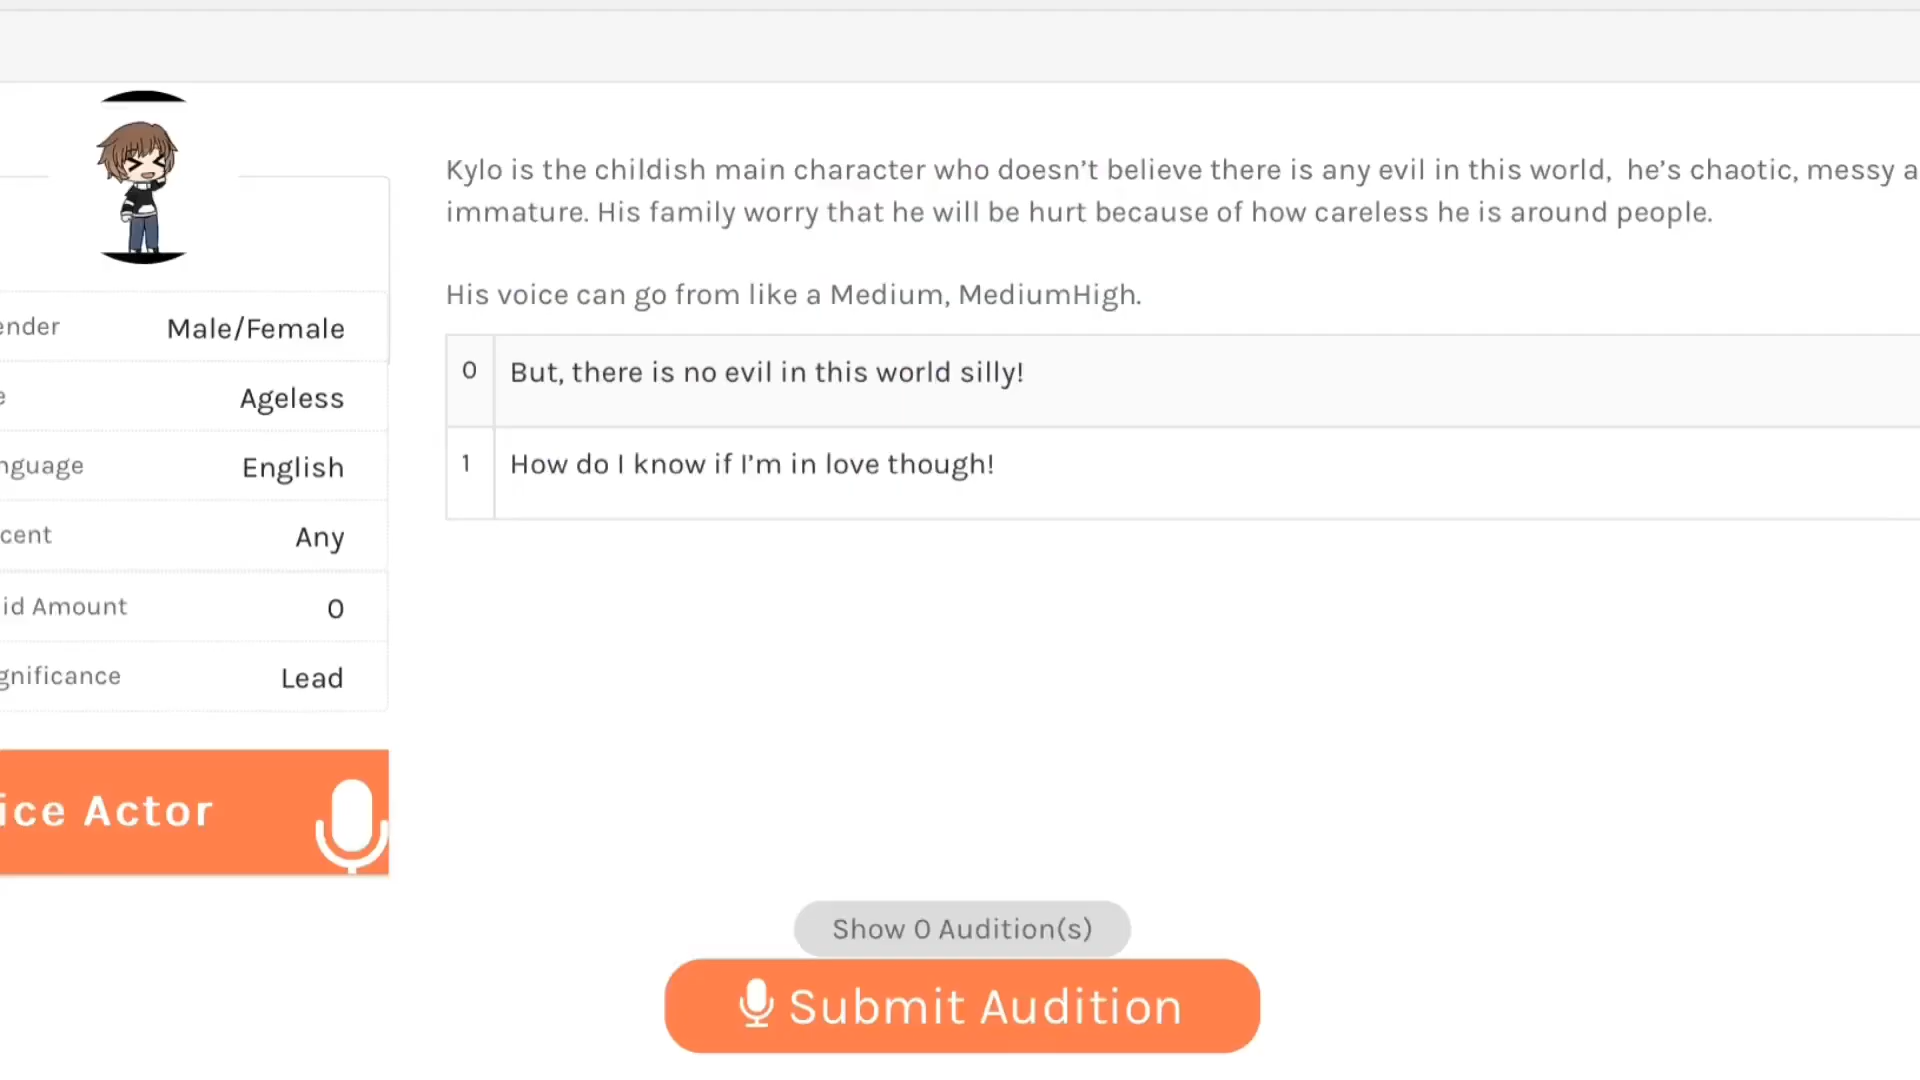 Kylo is the childish main character who doesn’t believe there is any evil in this world,  he’s chaotic, messy a
immature. His family worry that he will be hurt because of how careless he is around people.
His voice can go from like a Medium, MediumHigh.
0 But, there is no evil in this world silly!
1 How do I know if I’m in love though!
ender Male/Female
e Ageless
nguage English
cent Any
id Amount 0
gnificance Lead
ice Actor
Show 0 Audition(s)
Submit Audition